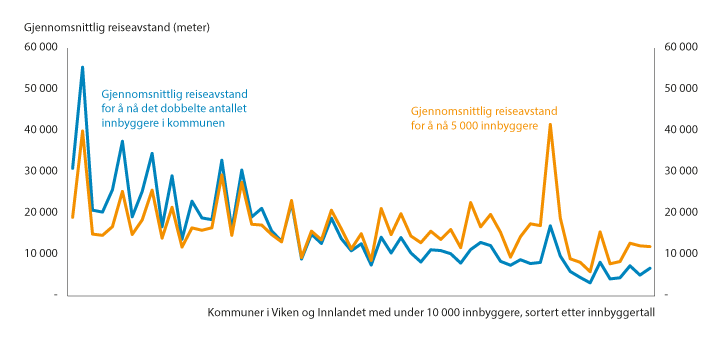 Gjennomsnittlig reiseavstand (meter)
60 000
60 000
50 000
50 000
Gjennomsnittlig reiseavstand
for å nå det dobbelte antallet
innbyggere i kommunen
Gjennomsnittlig reiseavstand
for å nå 5 000 innbyggere
40 000
40 000
30 000
30 000
20 000
20 000
10 000
10 000
-
-
Kommuner i Viken og Innlandet med under 10 000 innbyggere, sortert etter innbyggertall